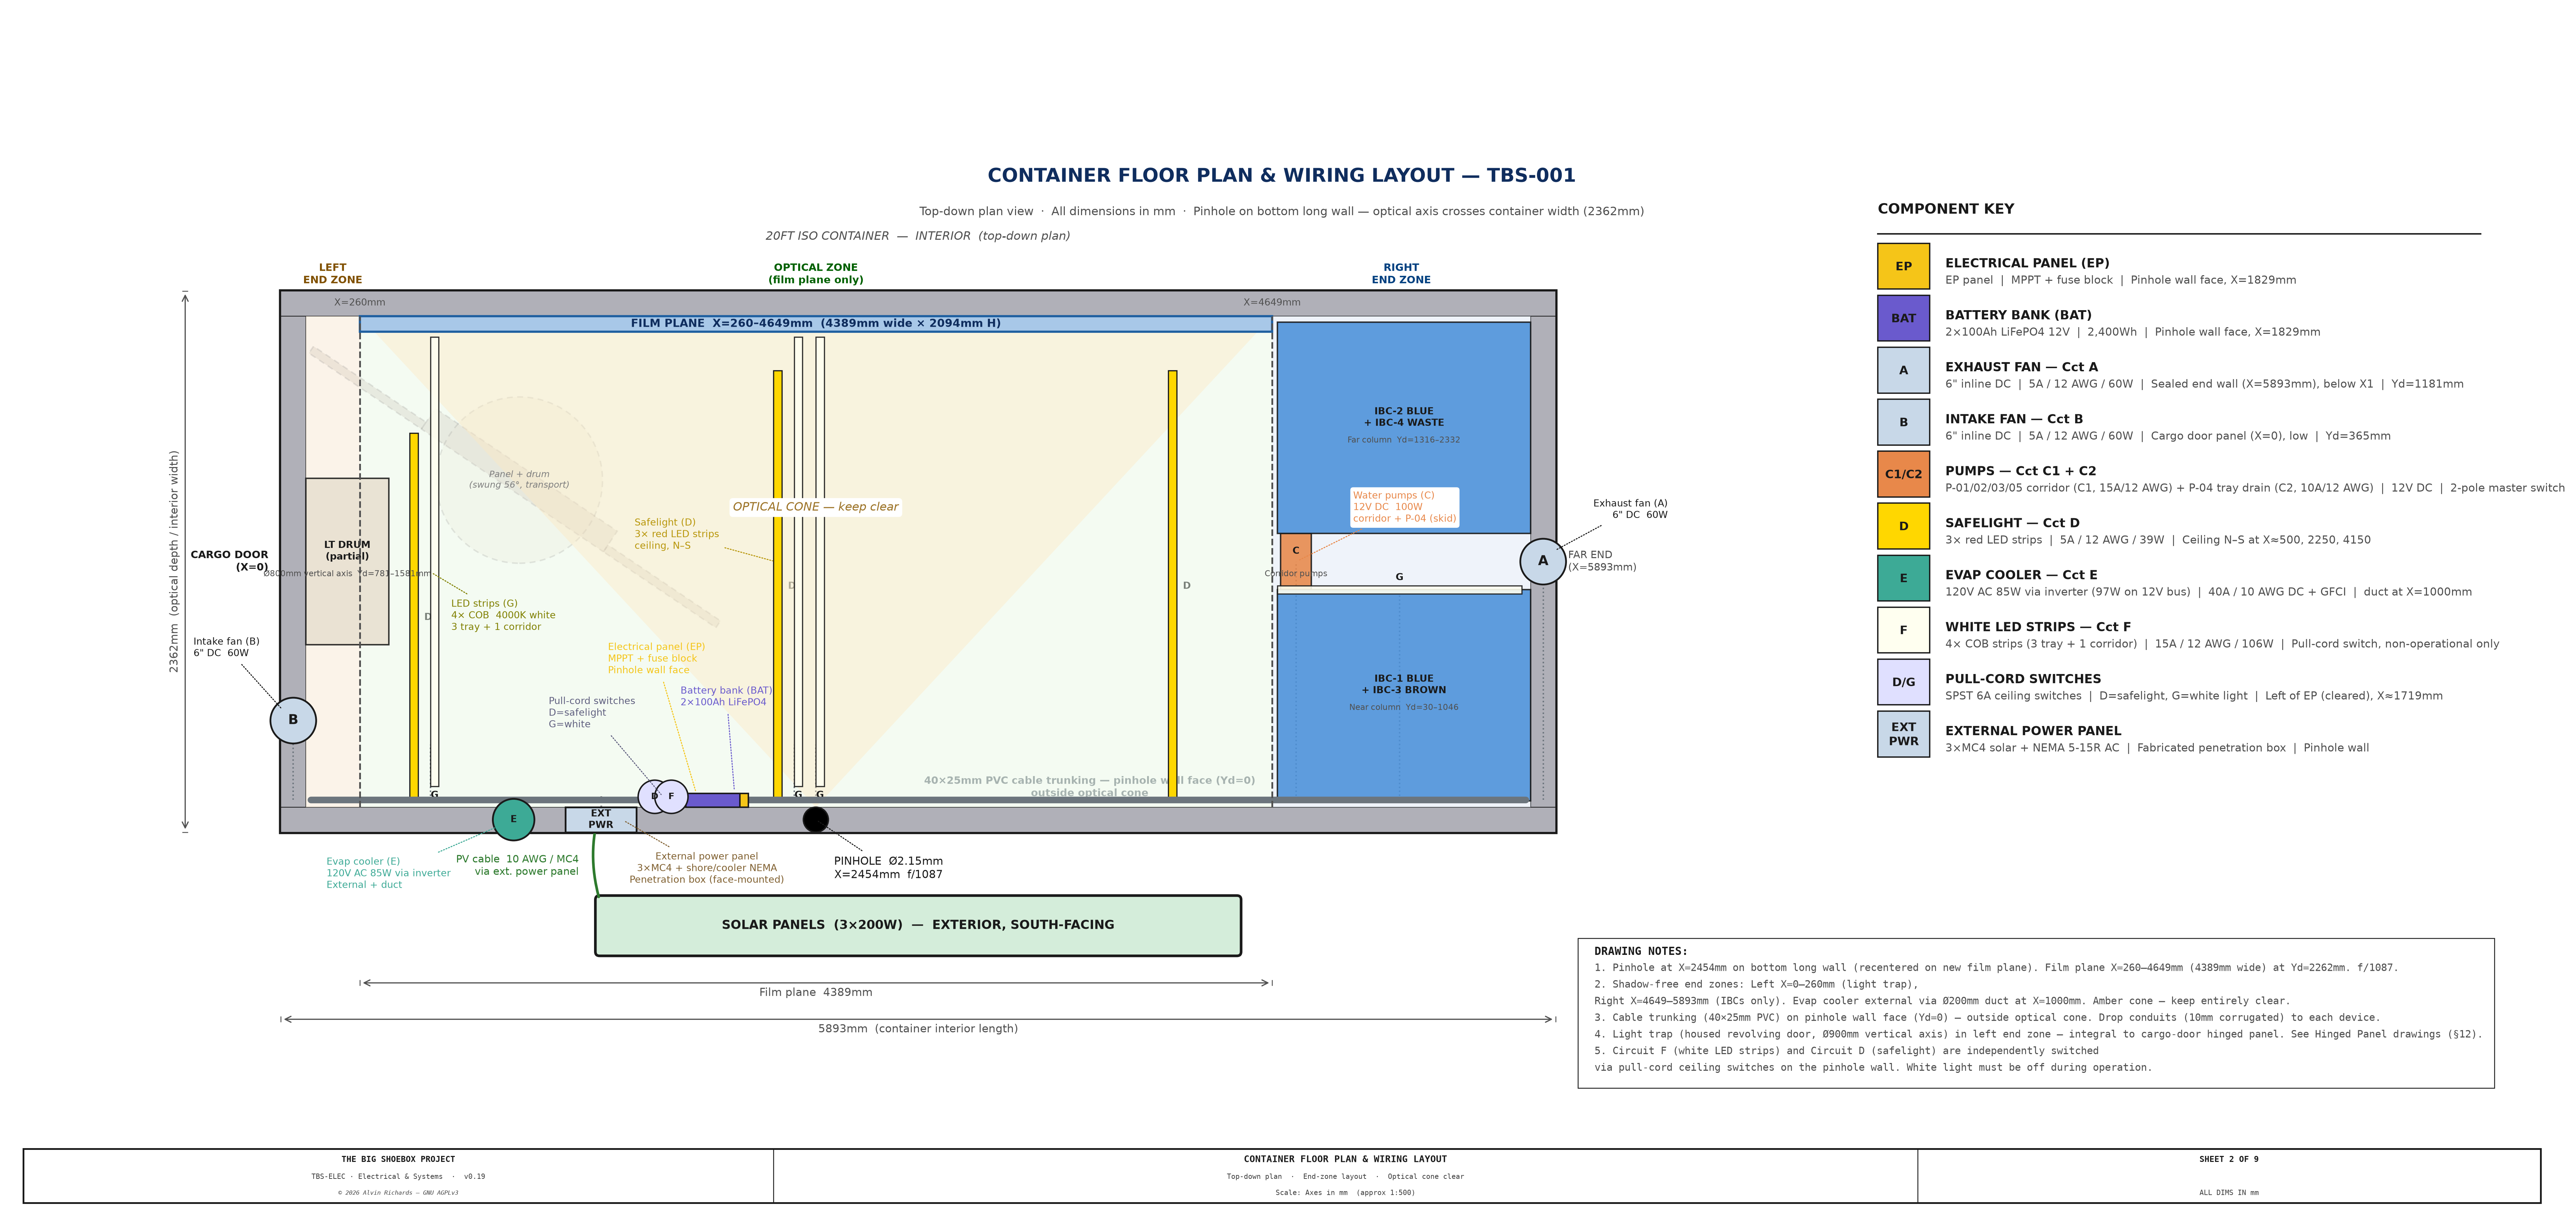 CONTAINER FLOOR PLAN & WIRING LAYOUT — TBS-001
Top-down plan view · All dimensions in mm · Pinhole on bottom long wall — optical axis crosses container width (2362mm)
20FT ISO CONTAINER — INTERIOR (top-down plan)
LEFT
END ZONE
OPTICAL ZONE
(film plane only)
RIGHT
END ZONE
X=260mm
X=4649mm
FILM PLANE X=260–4649mm (4389mm wide × 2094mm H)
2362mm (optical depth / interior width)
Panel + drum
(swung 56°, transport)
OPTICAL CONE — keep clear
IBC-2 BLUE
+ IBC-4 WASTE
Far column Yd=1316–2332
Water pumps (C)
12V DC 100W
corridor + P-04 (skid)
Safelight (D)
3× red LED strips
ceiling, N–S
CARGO DOOR
(X=0)
LT DRUM
(partial)
Ø800mm vertical axis Yd=781–1581mm
C
Corridor pumps
G
Exhaust fan (A)
6" DC 60W
A
FAR END
(X=5893mm)
D
D
D
LED strips (G)
4× COB 4000K white
3 tray + 1 corridor
Intake fan (B)
6" DC 60W
B
Electrical panel (EP)
MPPT + fuse block
Pinhole wall face
Battery bank (BAT)
2×100Ah LiFePO4
Pull-cord switches
D=safelight
G=white
IBC-1 BLUE
+ IBC-3 BROWN
Near column Yd=30–1046
40×25mm PVC cable trunking — pinhole wall face (Yd=0)
outside optical cone
G
D
F
G
G
E
EXT
PWR
Evap cooler (E)
120V AC 85W via inverter
External + duct
PV cable 10 AWG / MC4
via ext. power panel
External power panel
3×MC4 + shore/cooler NEMA
Penetration box (face-mounted)
PINHOLE Ø2.15mm
X=2454mm f/1087
SOLAR PANELS (3×200W) — EXTERIOR, SOUTH-FACING
Film plane 4389mm
5893mm (container interior length)
COMPONENT KEY
EP
ELECTRICAL PANEL (EP)
EP panel | MPPT + fuse block | Pinhole wall face, X=1829mm
BAT
BATTERY BANK (BAT)
2×100Ah LiFePO4 12V | 2,400Wh | Pinhole wall face, X=1829mm
A
EXHAUST FAN — Cct A
6" inline DC | 5A / 12 AWG / 60W | Sealed end wall (X=5893mm), below X1 | Yd=1181mm
B
INTAKE FAN — Cct B
6" inline DC | 5A / 12 AWG / 60W | Cargo door panel (X=0), low | Yd=365mm
C1/C2
PUMPS — Cct C1 + C2
P-01/02/03/05 corridor (C1, 15A/12 AWG) + P-04 tray drain (C2, 10A/12 AWG) | 12V DC | 2-pole master switch
D
SAFELIGHT — Cct D
3× red LED strips | 5A / 12 AWG / 39W | Ceiling N–S at X≈500, 2250, 4150
E
EVAP COOLER — Cct E
120V AC 85W via inverter (97W on 12V bus) | 40A / 10 AWG DC + GFCI | duct at X=1000mm
F
WHITE LED STRIPS — Cct F
4× COB strips (3 tray + 1 corridor) | 15A / 12 AWG / 106W | Pull-cord switch, non-operational only
D/G
PULL-CORD SWITCHES
SPST 6A ceiling switches | D=safelight, G=white light | Left of EP (cleared), X≈1719mm
EXT
PWR
EXTERNAL POWER PANEL
3×MC4 solar + NEMA 5-15R AC | Fabricated penetration box | Pinhole wall
DRAWING NOTES:
1. Pinhole at X=2454mm on bottom long wall (recentered on new film plane). Film plane X=260–4649mm (4389mm wide) at Yd=2262mm. f/1087.
2. Shadow-free end zones: Left X=0–260mm (light trap),
Right X=4649–5893mm (IBCs only). Evap cooler external via Ø200mm duct at X=1000mm. Amber cone — keep entirely clear.
3. Cable trunking (40×25mm PVC) on pinhole wall face (Yd=0) — outside optical cone. Drop conduits (10mm corrugated) to each device.
4. Light trap (housed revolving door, Ø900mm vertical axis) in left end zone — integral to cargo-door hinged panel. See Hinged Panel drawings (§12).
5. Circuit F (white LED strips) and Circuit D (safelight) are independently switched
via pull-cord ceiling switches on the pinhole wall. White light must be off during operation.
THE BIG SHOEBOX PROJECT
TBS-ELEC · Electrical & Systems · v0.19
© 2026 Alvin Richards — GNU AGPLv3
CONTAINER FLOOR PLAN & WIRING LAYOUT
Top-down plan · End-zone layout · Optical cone clear
Scale: Axes in mm (approx 1:500)
SHEET 2 OF 9
ALL DIMS IN mm